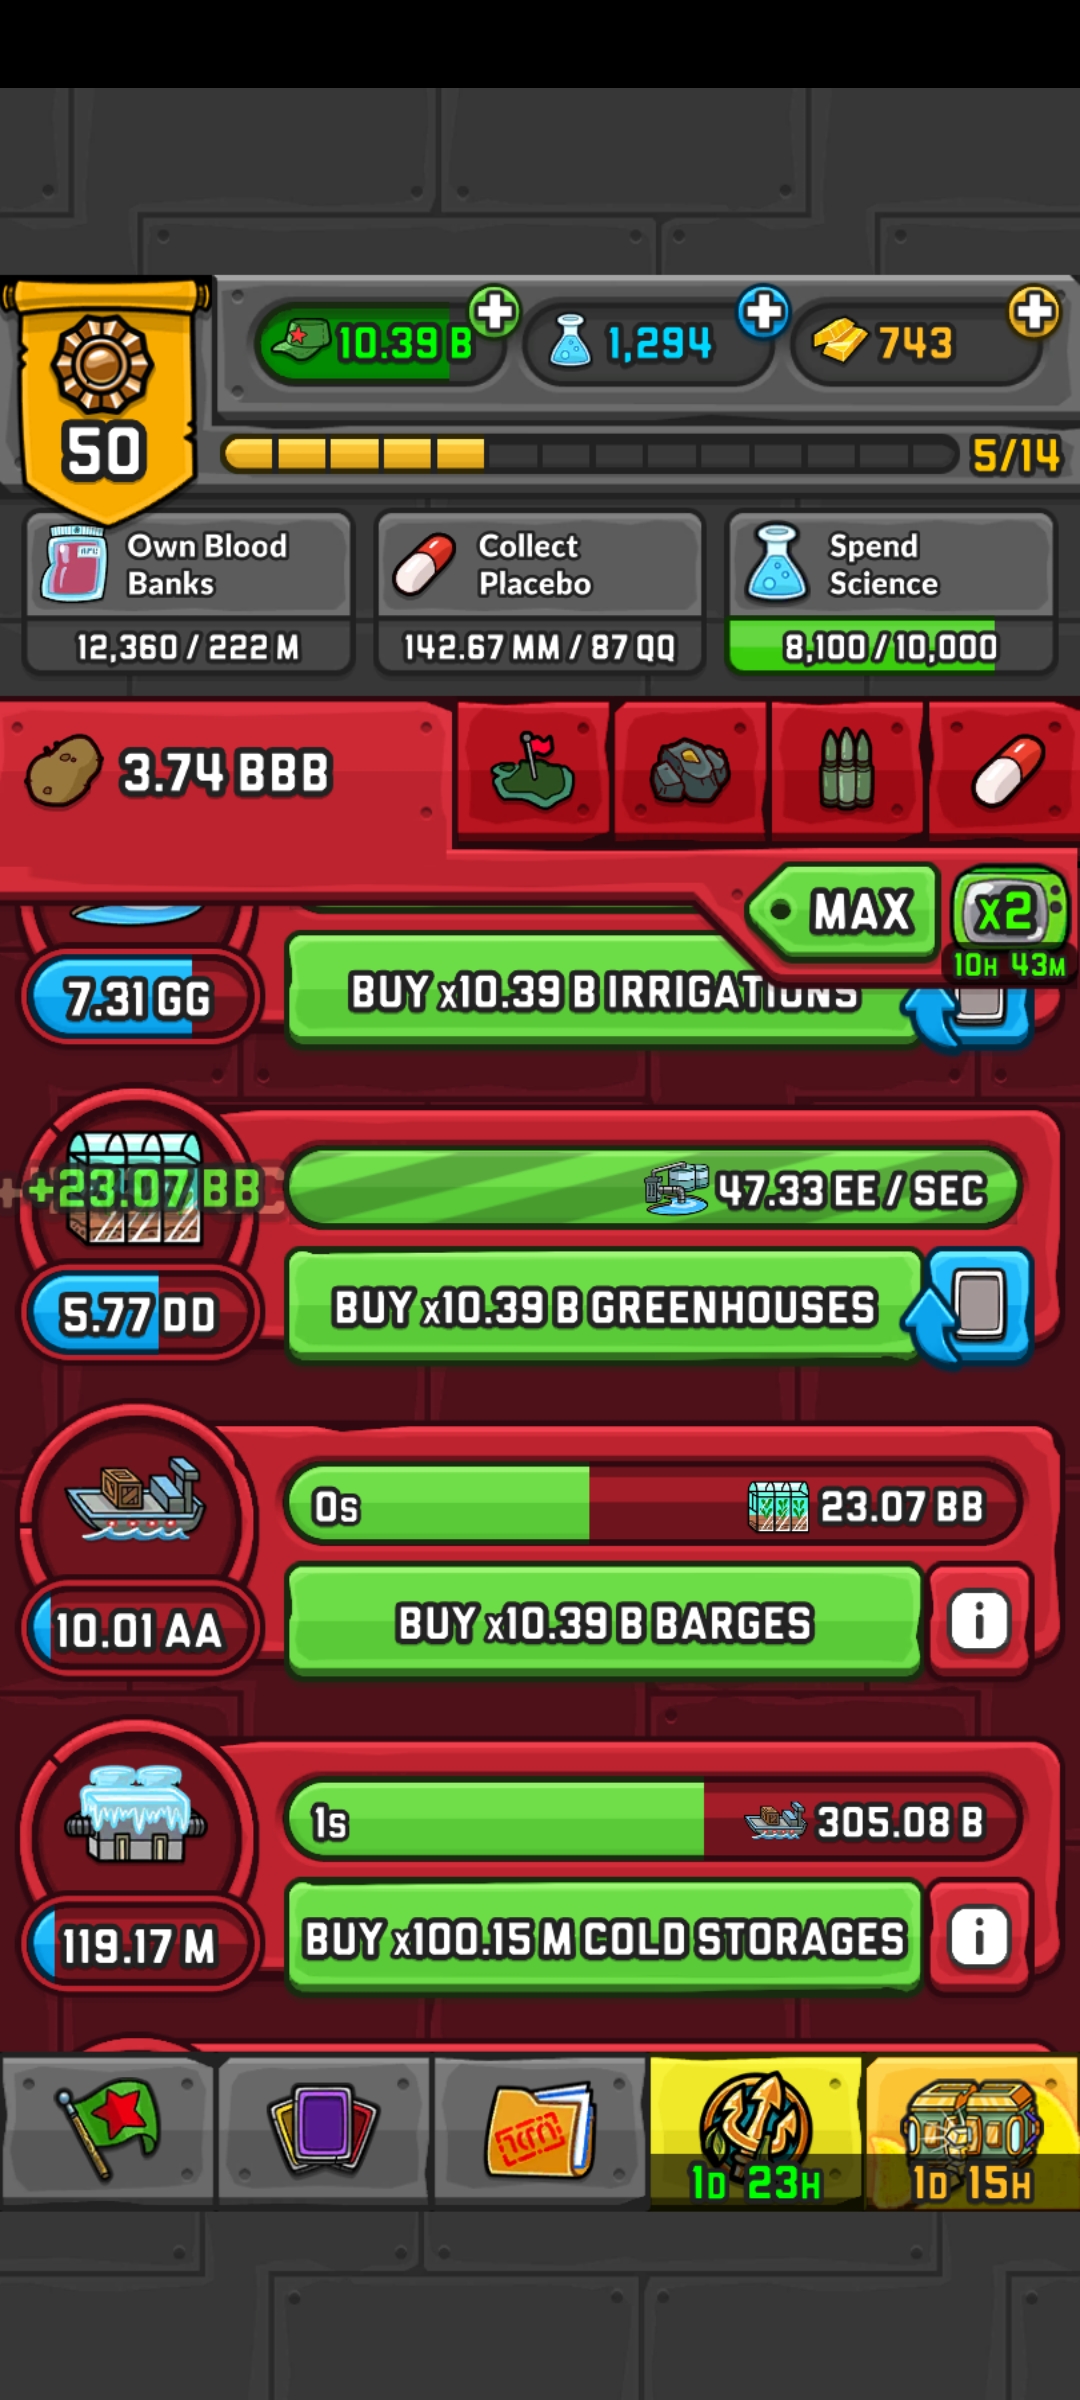 10.39 B
1,294
743
50
5/14
Own Blood
Banks
12,360 / 222 M
Collect
Placebo
142.67 MM / 87 QQ
Spend
Science
8,100 / 10,000
3.74 BBB
MAX
x2
10H 43M
7.31 GG
BUY x10.39 B IRRIGATIONS
+23.07 BB
47.33 EE / SEC
5.77 DD
BUY x10.39 B GREENHOUSES
0s
23.07 BB
10.01 AA
BUY x10.39 B BARGES
i
1s
305.08 B
119.17 M
BUY x100.15 M COLD STORAGES
i
1D 23H
1D 15H